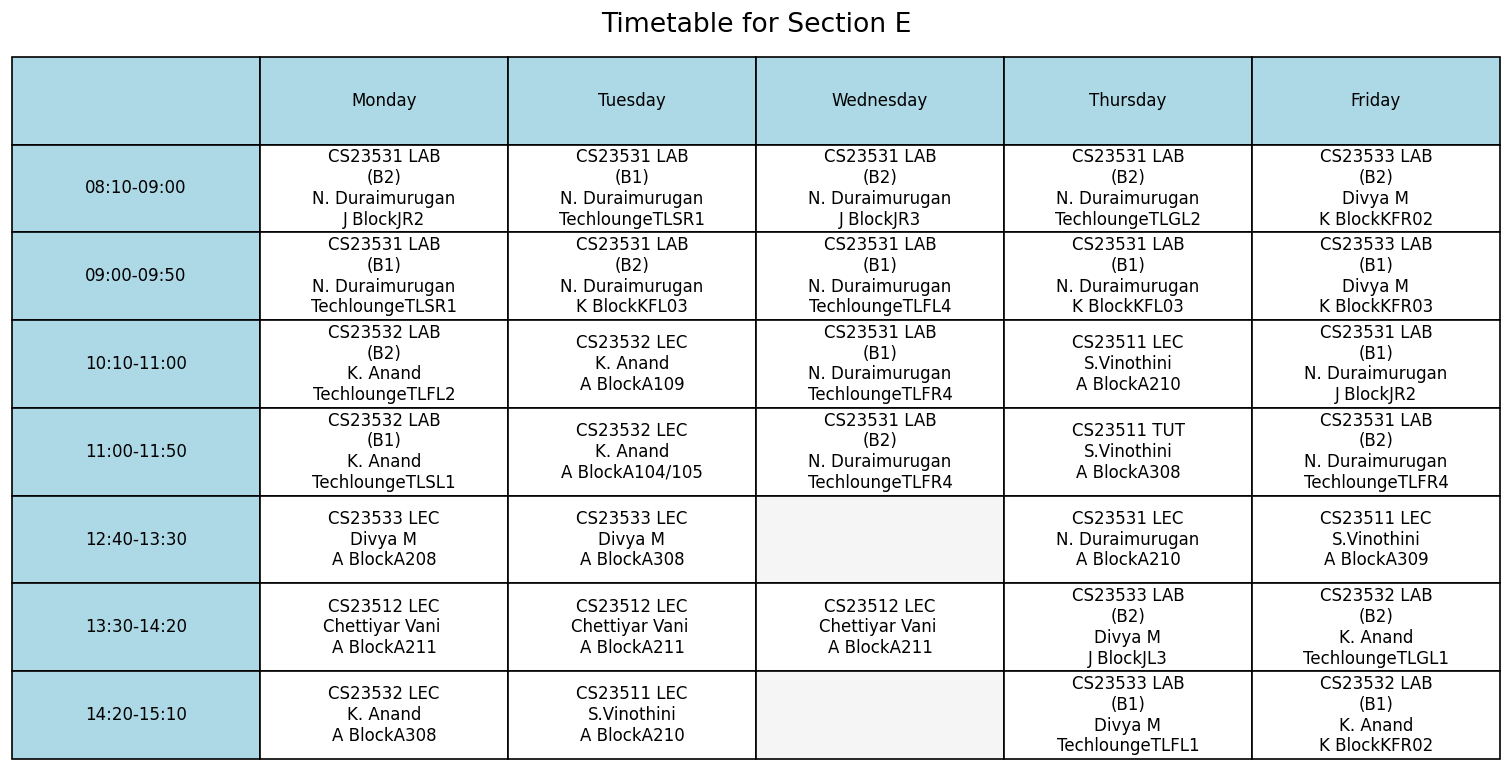 Timetable for Section E
Monday
Tuesday
Wednesday
Thursday
Friday
08:10-09:00
CS23531 LAB
(B2)
N. Duraimurugan
J BlockJR2
CS23531 LAB
(B1)
N. Duraimurugan
TechloungeTLSR1
CS23531 LAB
(B2)
N. Duraimurugan
J BlockJR3
CS23531 LAB
(B2)
N. Duraimurugan
TechloungeTLGL2
CS23533 LAB
(B2)
Divya M
K BlockKFR02
09:00-09:50
CS23531 LAB
(B1)
N. Duraimurugan
TechloungeTLSR1
CS23531 LAB
(B2)
N. Duraimurugan
K BlockKFL03
CS23531 LAB
(B1)
N. Duraimurugan
TechloungeTLFL4
CS23531 LAB
(B1)
N. Duraimurugan
K BlockKFL03
CS23533 LAB
(B1)
Divya M
K BlockKFR03
10:10-11:00
CS23532 LAB
(B2)
K. Anand
TechloungeTLFL2
CS23532 LEC
K. Anand
A BlockA109
CS23531 LAB
(B1)
N. Duraimurugan
TechloungeTLFR4
CS23511 LEC
S.Vinothini
A BlockA210
CS23531 LAB
(B1)
N. Duraimurugan
J BlockJR2
11:00-11:50
CS23532 LAB
(B1)
K. Anand
TechloungeTLSL1
CS23532 LEC
K. Anand
A BlockA104/105
CS23531 LAB
(B2)
N. Duraimurugan
TechloungeTLFR4
CS23511 TUT
S.Vinothini
A BlockA308
CS23531 LAB
(B2)
N. Duraimurugan
TechloungeTLFR4
12:40-13:30
CS23533 LEC
Divya M
A BlockA208
CS23533 LEC
Divya M
A BlockA308
CS23531 LEC
N. Duraimurugan
A BlockA210
CS23511 LEC
S.Vinothini
A BlockA309
13:30-14:20
CS23512 LEC
Chettiyar Vani
A BlockA211
CS23512 LEC
Chettiyar Vani
A BlockA211
CS23512 LEC
Chettiyar Vani
A BlockA211
CS23533 LAB
(B2)
Divya M
J BlockJL3
CS23532 LAB
(B2)
K. Anand
TechloungeTLGL1
14:20-15:10
CS23532 LEC
K. Anand
A BlockA308
CS23511 LEC
S.Vinothini
A BlockA210
CS23533 LAB
(B1)
Divya M
TechloungeTLFL1
CS23532 LAB
(B1)
K. Anand
K BlockKFR02